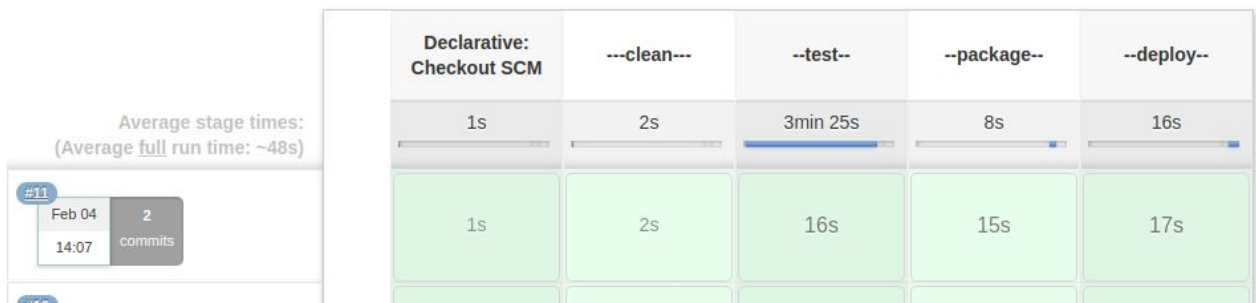 Declarative:
Checkout SCM
---clean---
--test--
--package--
--deploy--
Average stage times:
(Average full run time: ~48s)
1s
2s
3min 25s
8s
16s
#11
Feb 04
14:07
2
commits
1s
2s
16s
15s
17s